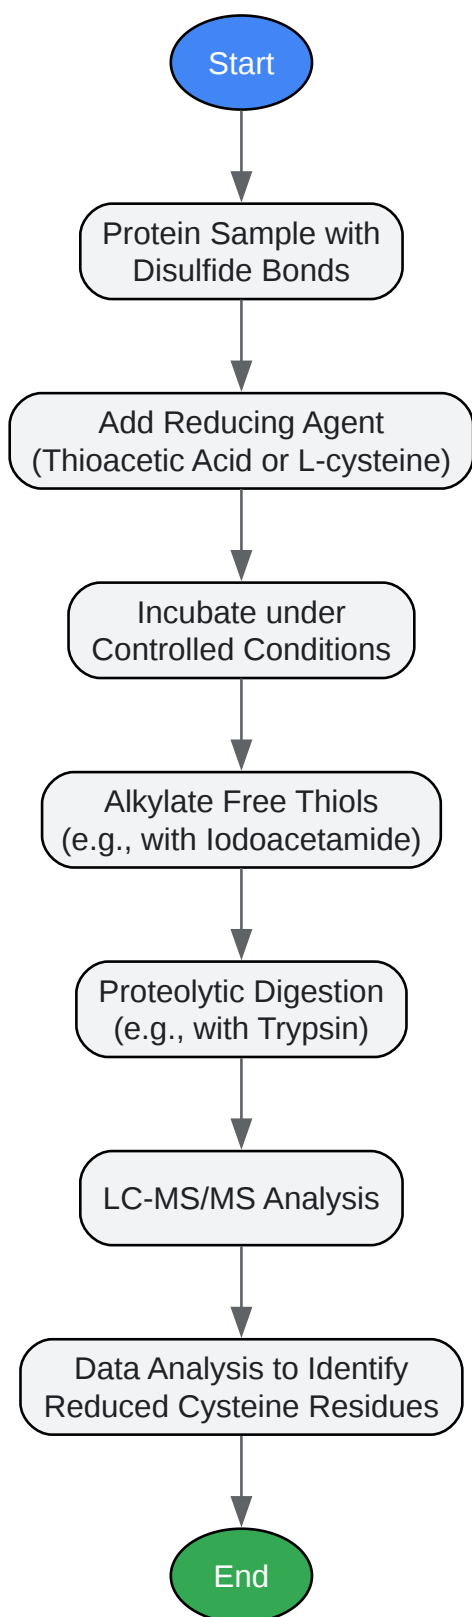 Start
Protein Sample with
Disulfide Bonds
Add Reducing Agent
(Thioacetic Acid or L-cysteine)
Incubate under
Controlled Conditions
Alkylate Free Thiols
(e.g., with Iodoacetamide)
Proteolytic Digestion
(e.g., with Trypsin)
LC-MS/MS Analysis
Data Analysis to Identify
Reduced Cysteine Residues
End